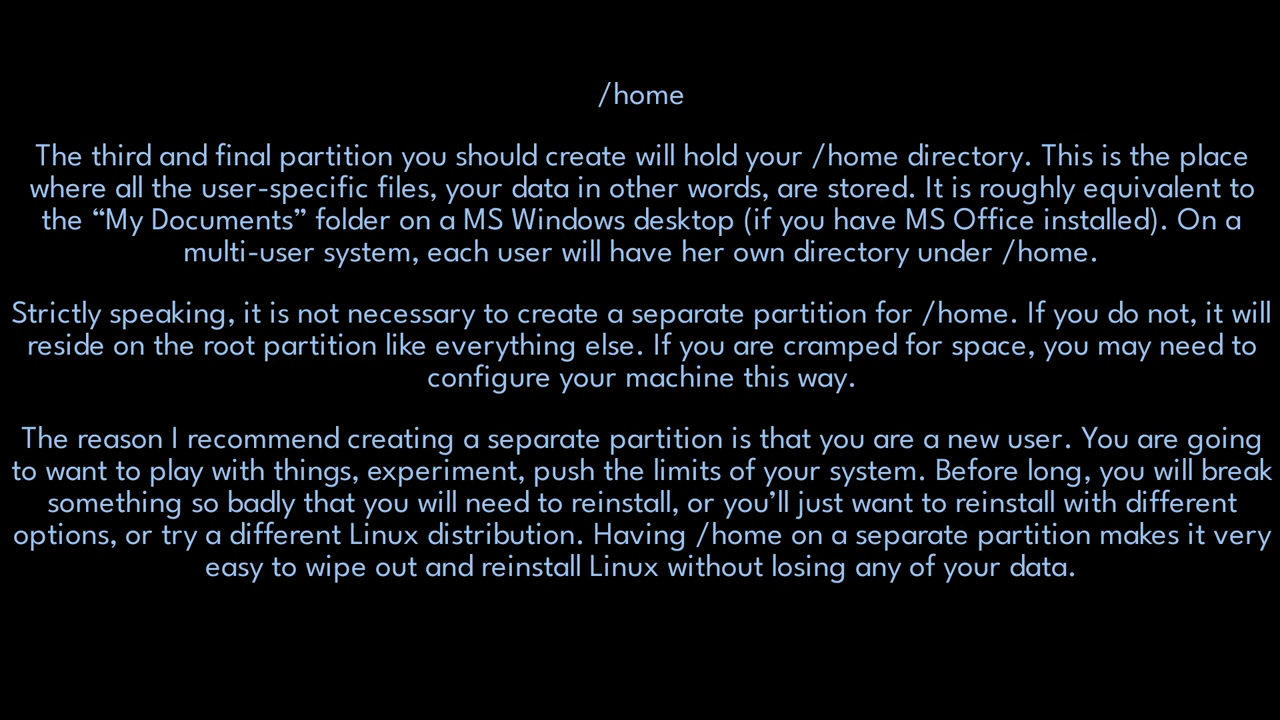 /home
The third and final partition you should create will hold your /home directory. This is the place
where all the user-specific files, your data in other words, are stored. It is roughly equivalent to
the “My Documents” folder on a MS Windows desktop (if you have MS Office installed). On a
multi-user system, each user will have her own directory under /home.
Strictly speaking, it is not necessary to create a separate partition for /home. If you do not, it will
reside on the root partition like everything else. If you are cramped for space, you may need to
configure your machine this way.
The reason I recommend creating a separate partition is that you are a new user. You are going
to want to play with things, experiment, push the limits of your system. Before long, you will break
something so badly that you will need to reinstall, or you’ll just want to reinstall with different
options, or try a different Linux distribution. Having /home on a separate partition makes it very
easy to wipe out and reinstall Linux without losing any of your data.